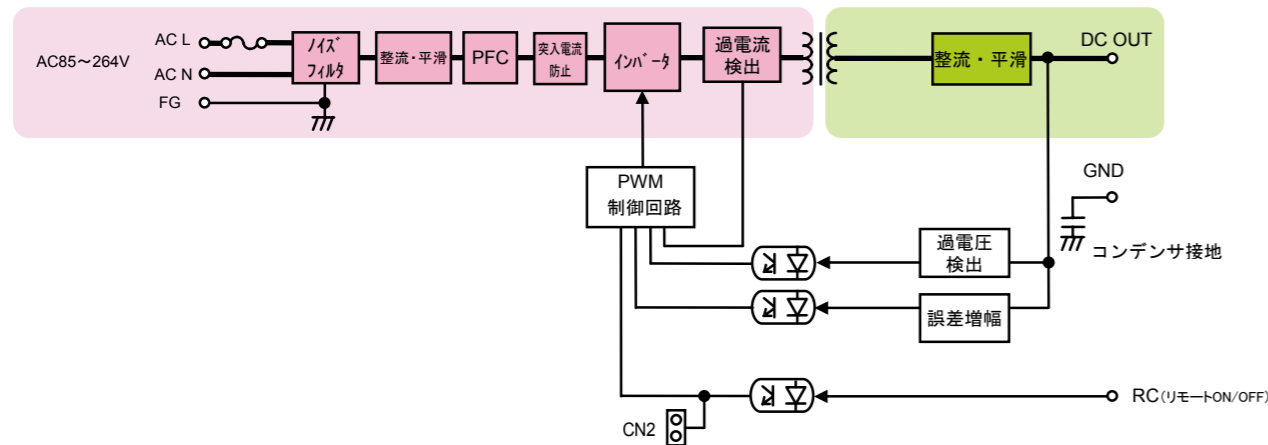 AC85～264V
AC L
AC N
FG
ﾉｲｽﾞ
ﾌｨﾙﾀ
整流・平滑
PFC
突入電流
防止
ｲﾝﾊﾞｰﾀ
過電流
検出
整流・平滑
DC OUT
PWM
制御回路
GND
コンデンサ接地
過電圧
検出
誤差増幅
RC(ﾘﾓｰﾄON/OFF)
CN2